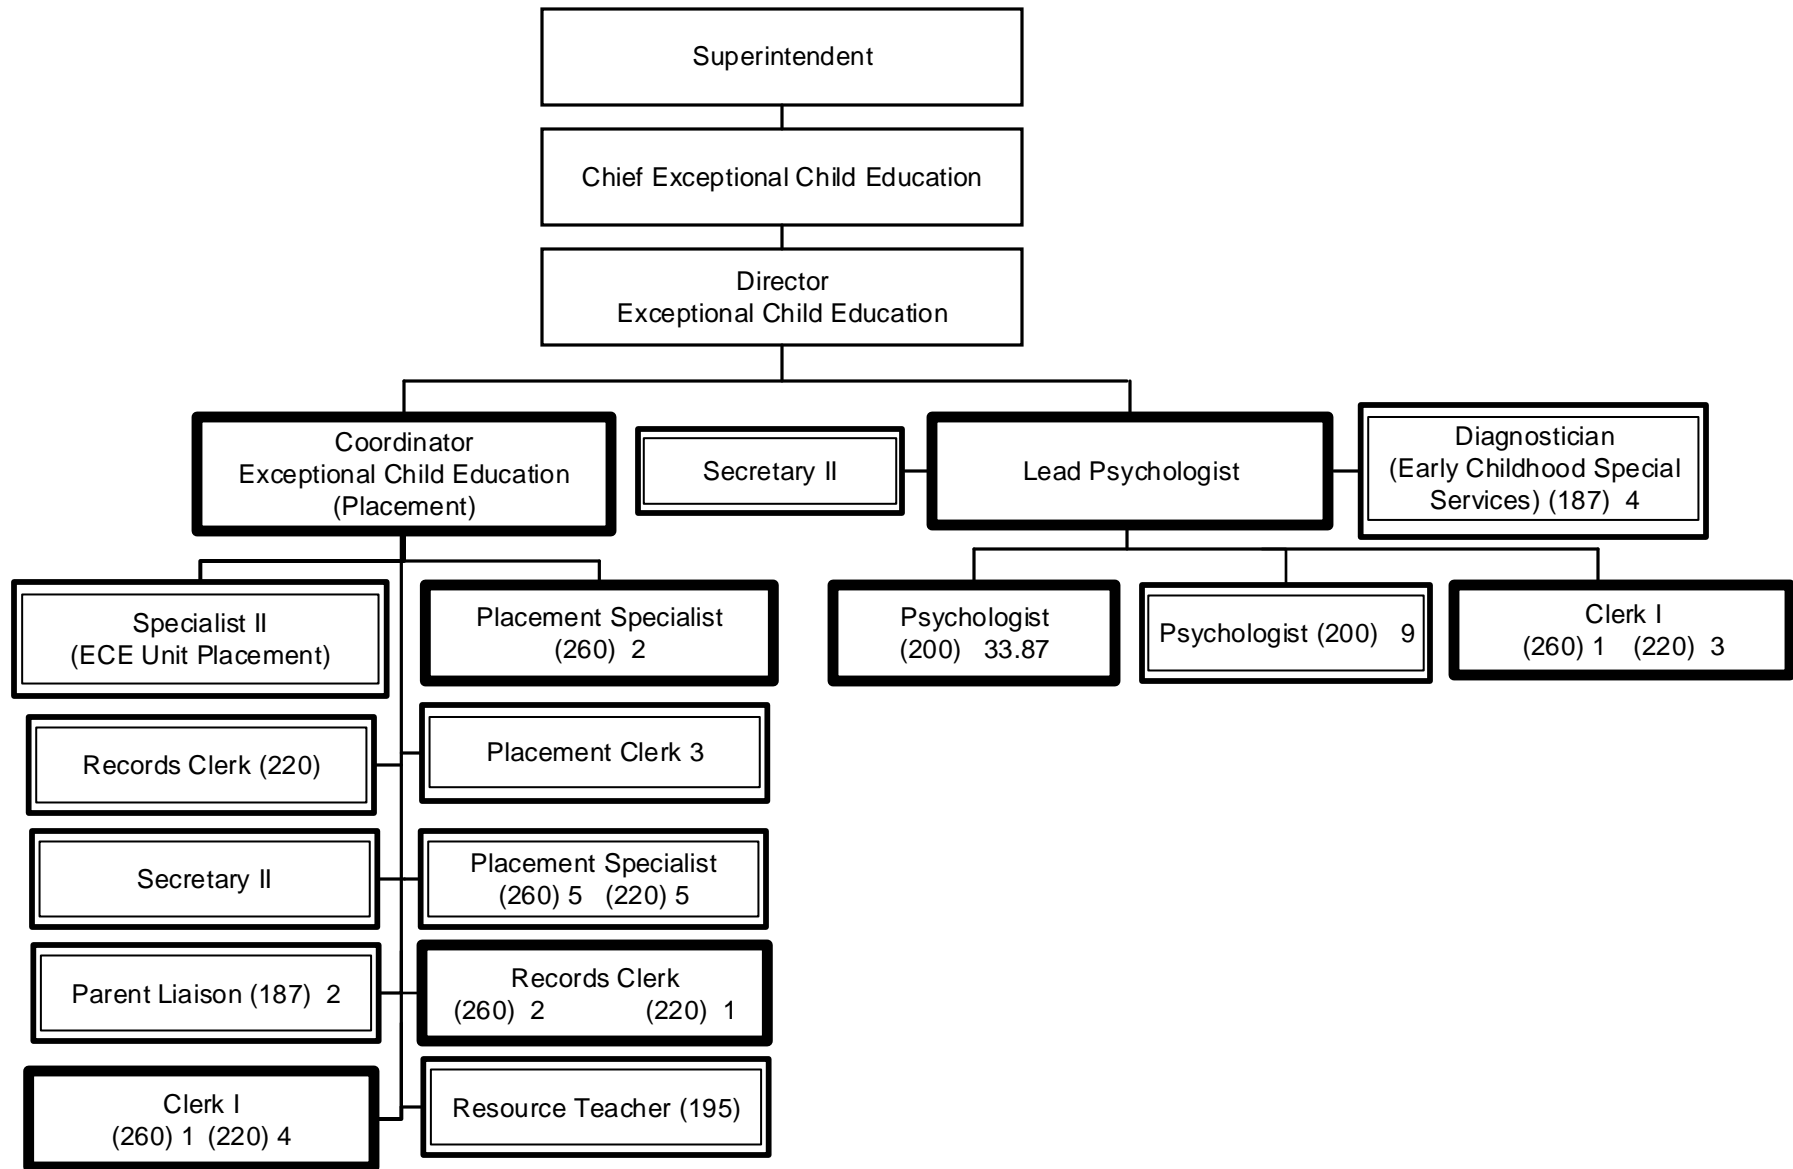 Superintendent
Chief Exceptional Child Education
Director
Exceptional Child Education
Coordinator
Exceptional Child Education
(Placement)
Secretary II
Lead Psychologist
Diagnostician
(Early Childhood Special
Services) (187) 4
Specialist II
(ECE Unit Placement)
Placement Specialist
(260) 2
Psychologist
(200) 33.87
Psychologist (200) 9
Clerk I
(260) 1 (220) 3
Records Clerk (220)
Placement Clerk 3
Secretary II
Placement Specialist
(260) 5 (220) 5
Parent Liaison (187) 2
Records Clerk
(260) 2 (220) 1
Clerk I
(260) 1 (220) 4
Resource Teacher (195)